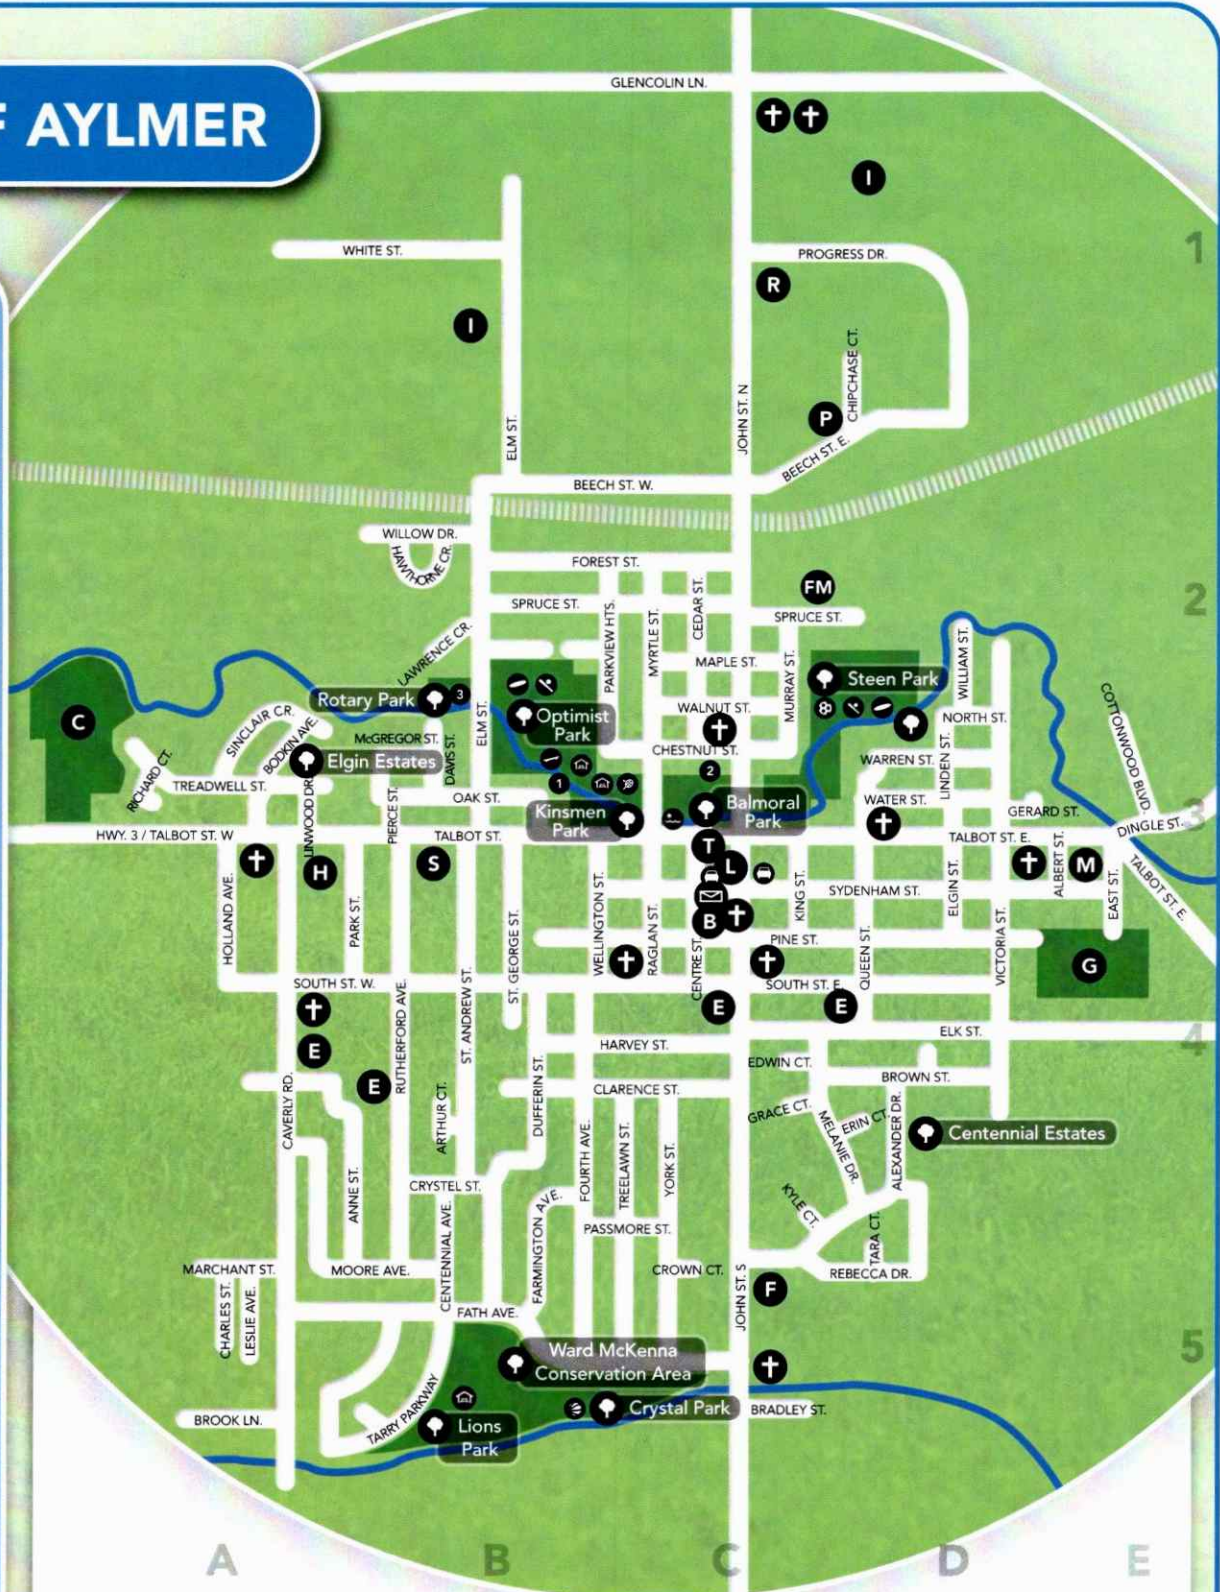 F AYLMER
GLENCOLIN LN.
I
1
WHITE ST.
PROGRESS DR.
R
I
CHIPCHASE CT.
P
ELM ST.
JOHN ST. N
BEECH ST. E.
BEECH ST. W.
WILLOW DR.
HAWTHORNE CR.
FOREST ST.
FM
2
SPRUCE ST.
PARKVIEW HTS.
MYRTLE ST.
CEDAR ST.
SPRUCE ST.
LAWRENCE CR.
MAPLE ST.
MURRAY ST.
WILLIAM ST.
Steen Park
Rotary Park
3
C
SINCLAIR CR.
BODKIN AVE.
McGREGOR ST.
DAVIS ST.
ELM ST.
Optimist
Park
WALNUT ST.
CHESTNUT ST.
NORTH ST.
COTTONWOOD BLVD.
RICHARD CT.
Elgin Estates
WARREN ST.
LINDEN ST.
TREADWELL ST.
LINWOOD DR.
PIERCE ST.
OAK ST.
1
2
Kinsmen
Park
Balmoral
Park
WATER ST.
GERARD ST.
3
DINGLE ST.
HWY. 3 / TALBOT ST. W
TALBOT ST.
TALBOT ST. E.
T
L
H
S
M
ALBERT ST.
TALBOT ST. E.
HOLLAND AVE.
PARK ST.
WELLINGTON ST.
RAGLAN ST.
KING ST.
SYDENHAM ST.
ELGIN ST.
EAST ST.
B
ST. GEORGE ST.
CENTRE ST.
PINE ST.
QUEEN ST.
VICTORIA ST.
G
SOUTH ST. W.
SOUTH ST. E.
RUTHERFORD AVE.
ST. ANDREW ST.
E
E
E
E
HARVEY ST.
ELK ST.
4
EDWIN CT.
CAVERLY RD.
ARTHUR CT.
DUFFERIN ST.
CLARENCE ST.
BROWN ST.
GRACE CT.
MELANIE DR.
ERIN CT.
ALEXANDER DR.
Centennial Estates
FOURTH AVE.
TREELAWN ST.
YORK ST.
ANNE ST.
CRYSTEL ST.
KYLE CT.
FARMINGTON AVE.
PASSMORE ST.
CENTENNIAL AVE.
TARA CT.
MARCHANT ST.
MOORE AVE.
CROWN CT.
REBECCA DR.
JOHN ST. S
F
CHARLES ST.
LESLIE AVE.
FATH AVE.
5
Ward McKenna
Conservation Area
TARRY PARKWAY
Crystal Park
BRADLEY ST.
BROOK LN.
Lions
Park
A
B
C
D
E